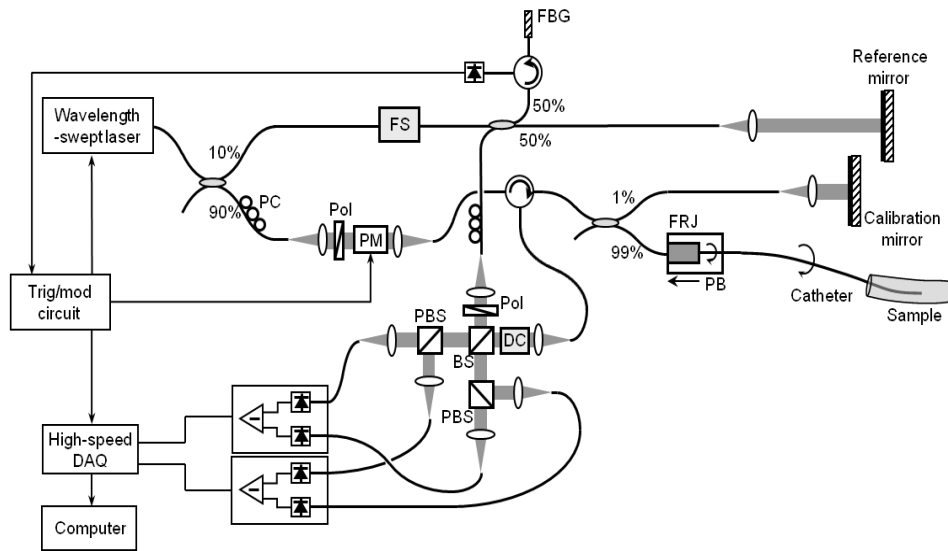 FBG
Reference
mirror
Wavelength
-swept laser
50%
FS
50%
10%
PC
90%
Pol
PM
1%
Calibration
mirror
FRJ
99%
PB
Catheter
Sample
Trig/mod
circuit
Pol
PBS
DC
BS
PBS
High-speed
DAQ
Computer